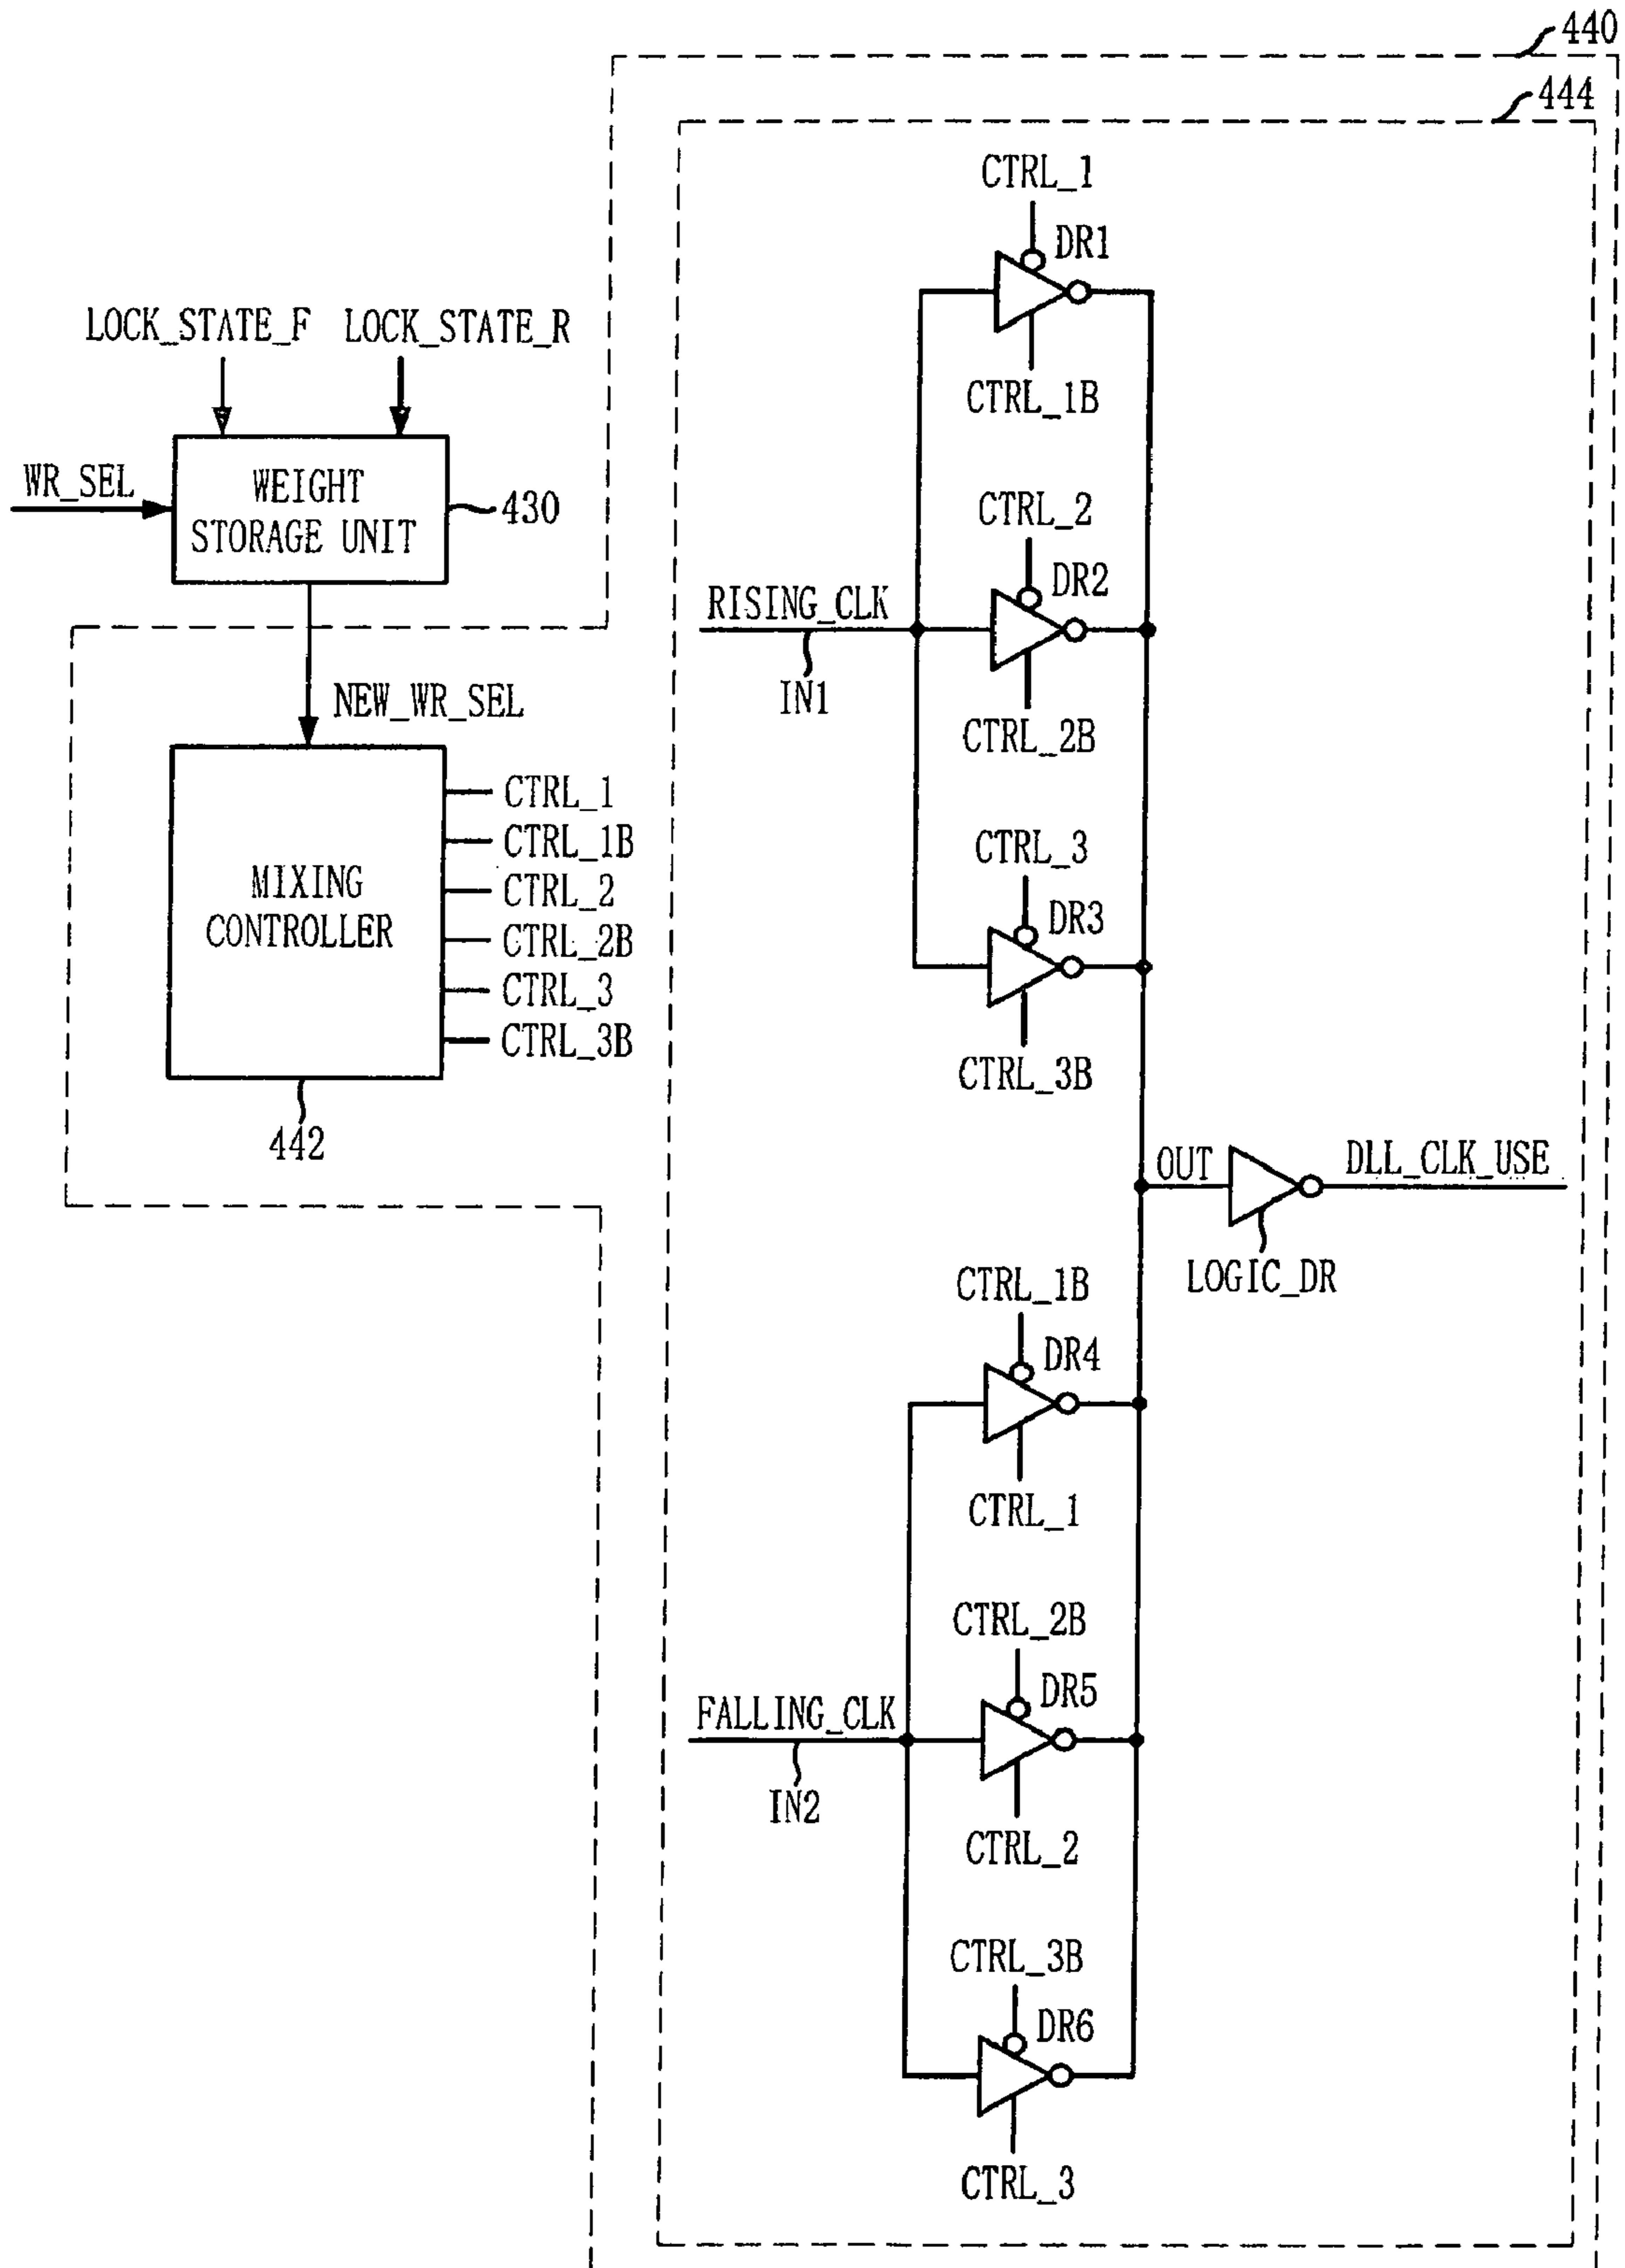 440
444
CTRL_1
DR1
CTRL_1B
LOCK_STATE_F
LOCK_STATE_R
WR_SEL
WEIGHT
STORAGE UNIT
430
CTRL_2
DR2
RISING_CLK
IN1
CTRL_2B
NEW_WR_SEL
MIXING
CONTROLLER
CTRL_1
CTRL_1B
CTRL_2
CTRL_2B
CTRL_3
CTRL_3B
442
CTRL_3
DR3
CTRL_3B
OUT
DLL_CLK_USE
LOGIC_DR
CTRL_1B
DR4
CTRL_1
CTRL_2B
DR5
FALLING_CLK
IN2
CTRL_2
CTRL_3B
DR6
CTRL_3